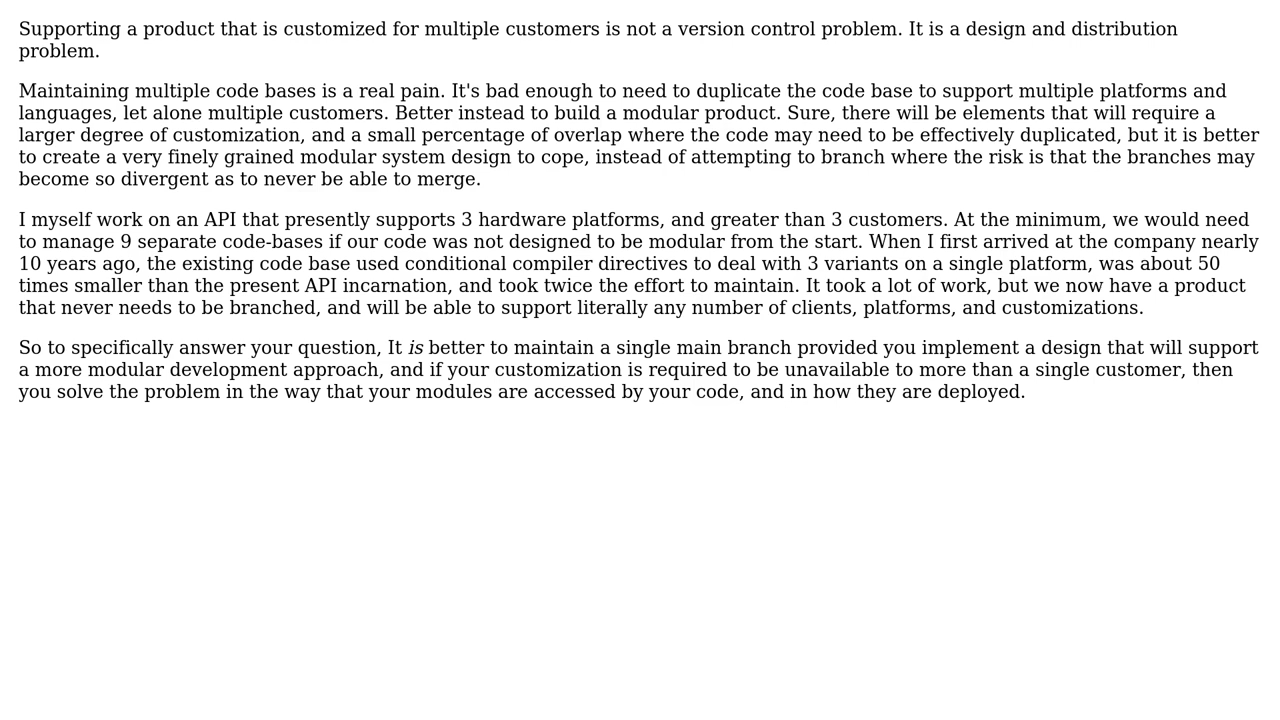 Supporting a product that is customized for multiple customers is not a version control problem. It is a design and distribution
problem.
Maintaining multiple code bases is a real pain. It's bad enough to need to duplicate the code base to support multiple platforms and
languages, let alone multiple customers. Better instead to build a modular product. Sure, there will be elements that will require a
larger degree of customization, and a small percentage of overlap where the code may need to be effectively duplicated, but it is better
to create a very finely grained modular system design to cope, instead of attempting to branch where the risk is that the branches may
become so divergent as to never be able to merge.
I myself work on an API that presently supports 3 hardware platforms, and greater than 3 customers. At the minimum, we would need
to manage 9 separate code-bases if our code was not designed to be modular from the start. When I first arrived at the company nearly
10 years ago, the existing code base used conditional compiler directives to deal with 3 variants on a single platform, was about 50
times smaller than the present API incarnation, and took twice the effort to maintain. It took a lot of work, but we now have a product
that never needs to be branched, and will be able to support literally any number of clients, platforms, and customizations.
So to specifically answer your question, It is better to maintain a single main branch provided you implement a design that will support
a more modular development approach, and if your customization is required to be unavailable to more than a single customer, then
you solve the problem in the way that your modules are accessed by your code, and in how they are deployed.